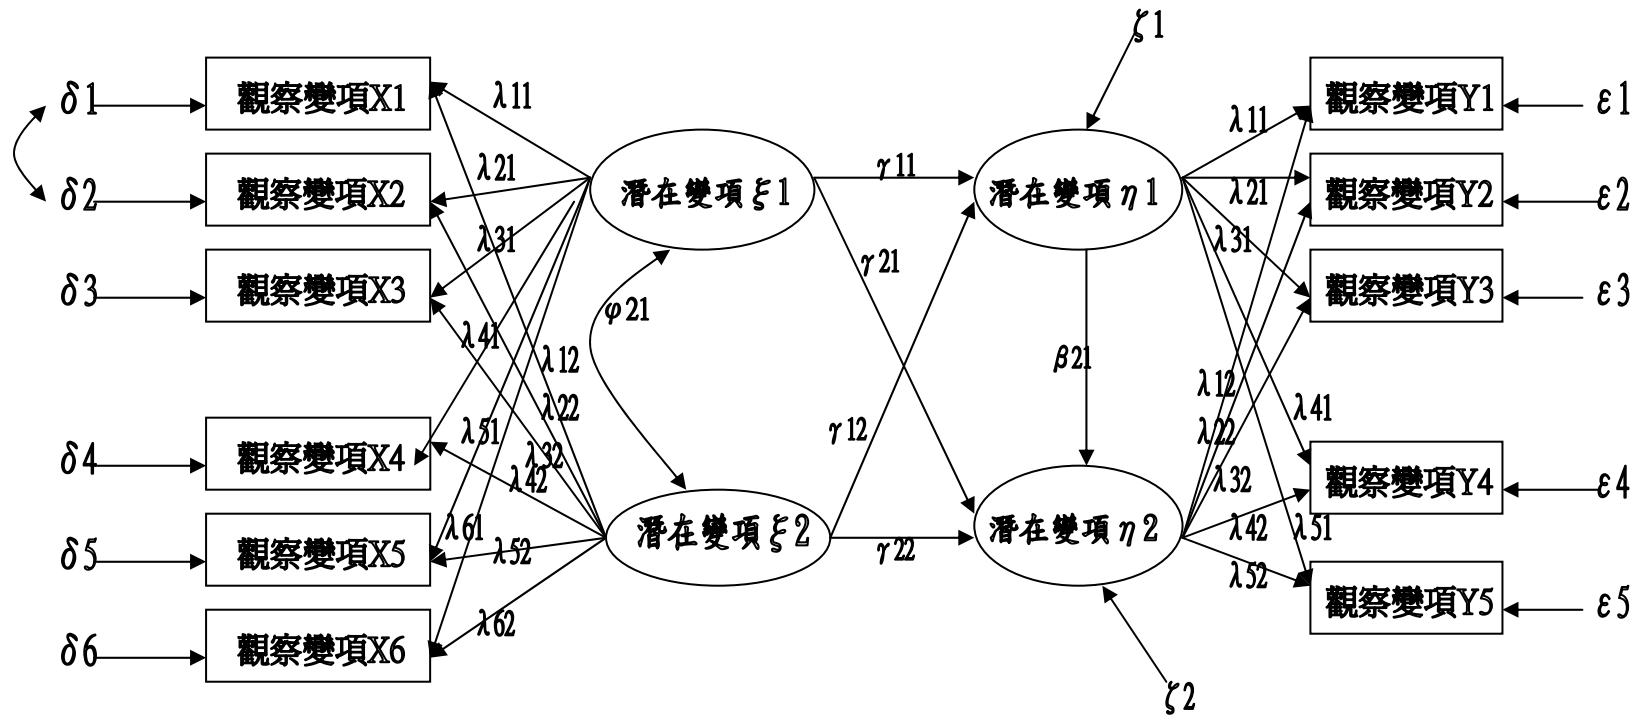 ζ1
δ1 觀察變項X1 λ11 λ11 觀察變項Y1 ε1
δ2 觀察變項X2 λ21 潛在變項ξ1 γ11 潛在變項η1 λ21 觀察變項Y2 ε2
λ31 γ21 λ31
δ3 觀察變項X3 φ21 觀察變項Y3 ε3
λ41 λ12 β21 λ12
λ22 λ41
δ4 觀察變項X4 λ51 λ32 γ12 λ22
λ42 λ32 觀察變項Y4 ε4
λ61 潛在變項ξ2 潛在變項η2 λ42 λ51
δ5 觀察變項X5 λ52 γ22 λ52
觀察變項Y5 ε5
δ6 觀察變項X6 λ62
ζ2